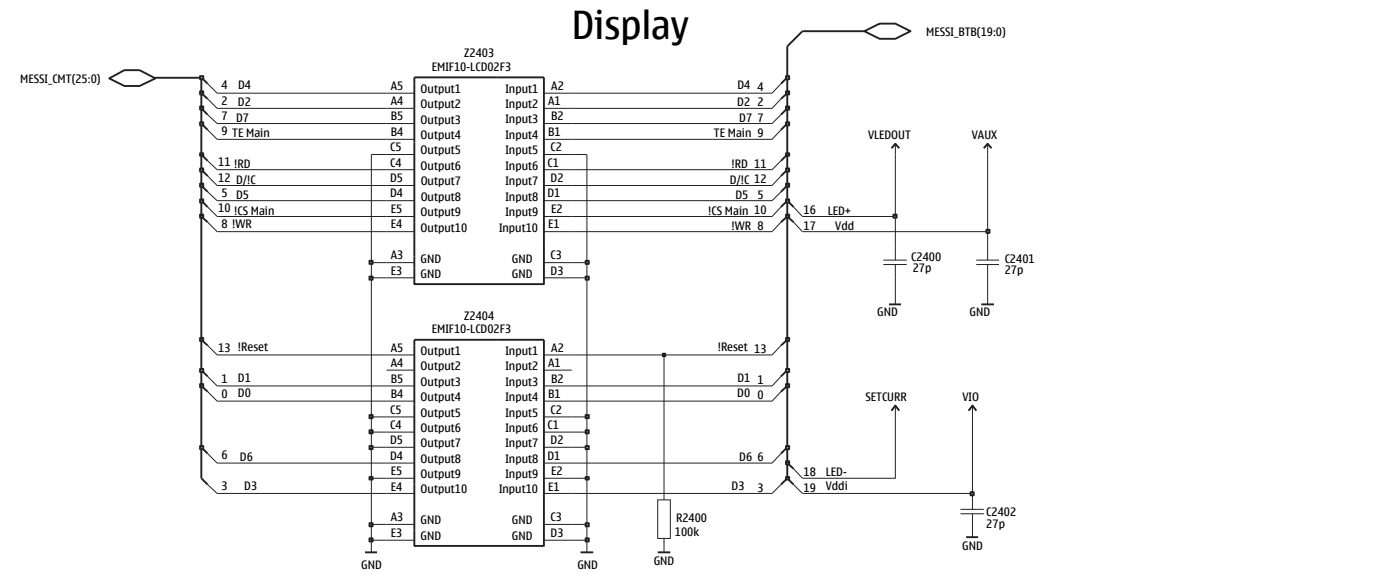 Display
MESSI_CMT(25:0)
MESSI_BTB(19:0)
Z2403
EMIF10-LCD02F3
4 D4 A5 Output1 Input1 A2 D4 4
2 D2 A4 Output2 Input2 A1 D2 2
7 D7 B5 Output3 Input3 B2 D7 7
9 TE Main B4 Output4 Input4 B1 TE Main 9
C5 Output5 Input5 C2
11 !RD C4 Output6 Input6 C1 !RD 11
12 D/!C D5 Output7 Input7 D2 D/!C 12
5 D5 D4 Output8 Input8 D1 D5 5
10 !CS Main E5 Output9 Input9 E2 !CS Main 10
8 !WR E4 Output10 Input10 E1 !WR 8
A3 GND GND C3
E3 GND GND D3
VLEDOUT VAUX
16 LED+
17 Vdd
C2400
27p
C2401
27p
GND GND
Z2404
EMIF10-LCD02F3
13 !Reset A5 Output1 Input1 A2 !Reset 13
A4 Output2 Input2 A1
1 D1 B5 Output3 Input3 B2 D1 1
0 D0 B4 Output4 Input4 B1 D0 0
C5 Output5 Input5 C2
C4 Output6 Input6 C1
D5 Output7 Input7 D2
6 D6 D4 Output8 Input8 D1 D6 6
E5 Output9 Input9 E2
3 D3 E4 Output10 Input10 E1 D3 3
A3 GND GND C3
E3 GND GND D3
SETCURR VIO
18 LED-
19 Vddi
R2400
100k
C2402
27p
GND GND GND GND